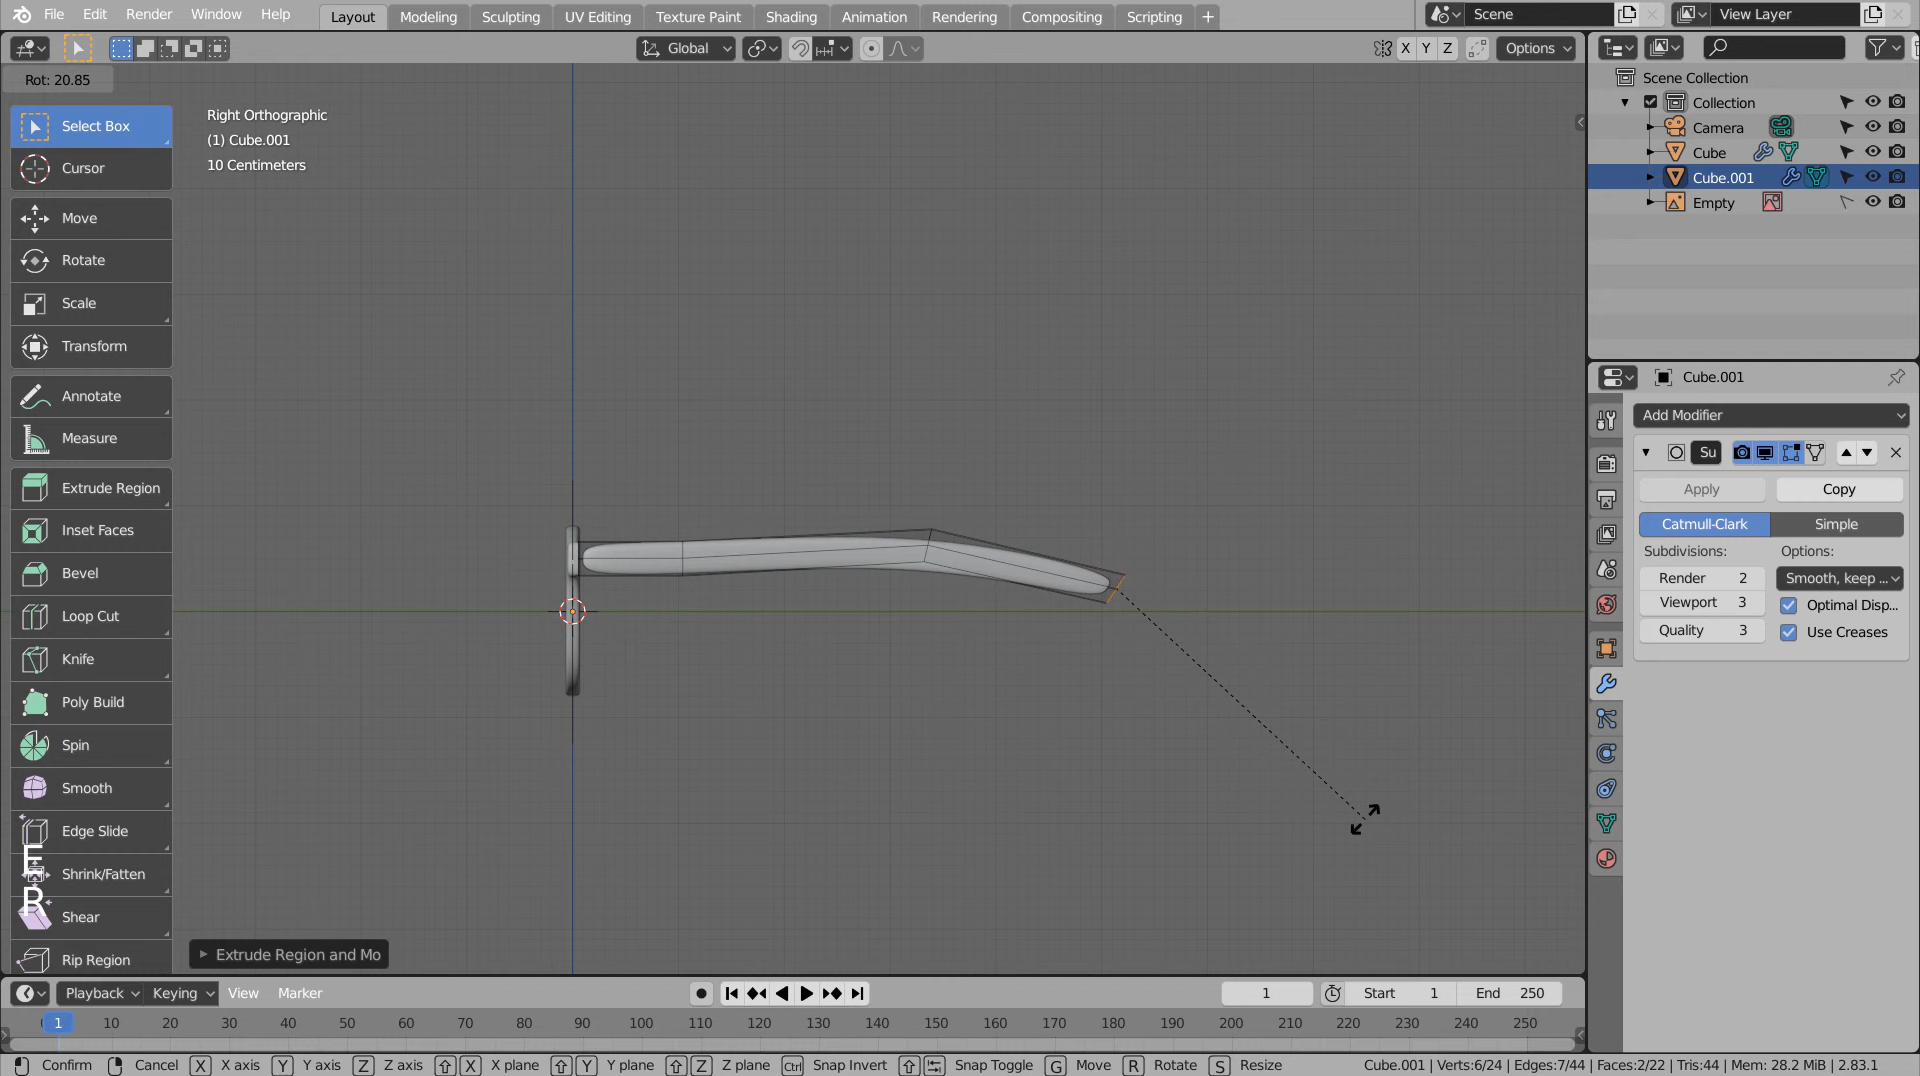 File Edit Render Window Help Layout Modeling Sculpting UV Editing Texture Paint Shading Animation Rendering Compositing Scripting + Scene View Layer
Global X Y Z Options
Rot: 20.85
Right Orthographic
(1) Cube.001
10 Centimeters
Select Box
Cursor
Move
Rotate
Scale
Transform
Annotate
Measure
Extrude Region
Inset Faces
Bevel
Loop Cut
Knife
Poly Build
Spin
Smooth
Edge Slide
Shrink/Fatten
Shear
Rip Region
E
R
Extrude Region and Mo
Scene Collection
Collection
Camera
Cube
Cube.001
Empty
Cube.001
Add Modifier
Su
Apply Copy
Catmull-Clark Simple
Subdivisions: Options:
Render 2 Smooth, keep ...
Viewport 3 Optimal Disp...
Quality 3 Use Creases
Playback Keying View Marker 1 Start 1 End 250
1 10 20 30 40 50 60 70 80 90 100 110 120 130 140 150 160 170 180 190 200 210 220 230 240 250
Confirm Cancel X X axis Y Y axis Z Z axis X X plane Y Y plane Z Z plane Ctrl Snap Invert Snap Toggle G Move R Rotate S Resize Cube.001 | Verts:6/24 | Edges:7/44 | Faces:2/22 | Tris:44 | Mem: 28.2 MiB | 2.83.1